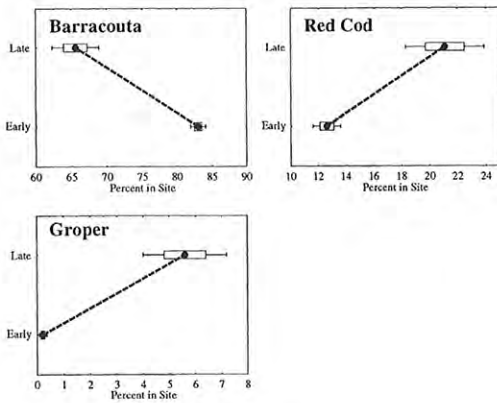 Barracouta
Late
Early
60 65 70 75 80 85 90 95
Percent in Site
Red Cod
Late
Early
10 12 14 16 18 20 22 24
Percent in Site
Groper
Late
Early
0 1 2 3 4 5 6 7 8
Percent in Site